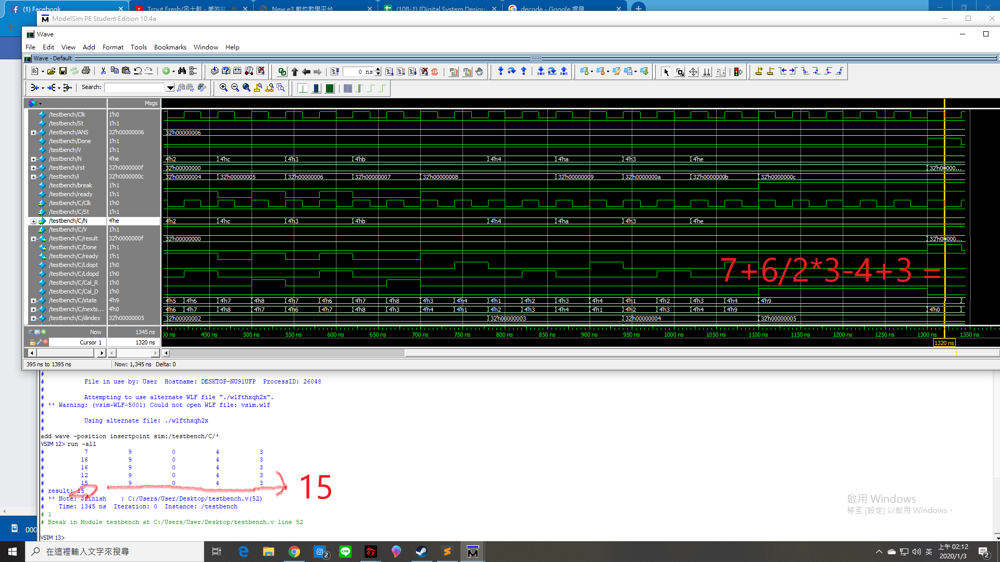 (1) Facebook
Trout Fresh/呂士軒 - 愛吃
New e3 數位教學平台
(108-1) [Digital System Design]
decode - Google 搜尋
ModelSim PE Student Edition 10.4a
Wave
File Edit View Add Format Tools Bookmarks Window Help
Wave - Default
0 ns
Search:
Msgs
/testbench/Clk 1'h0
/testbench/St 1'h1
/testbench/ANS 32'h00000006 32'h00000006
/testbench/Done 1'h1
/testbench/V 1'h1
/testbench/N 4'he 4'h2 4'hc 4'h3 4'hb 4'h4 4'ha 4'h3 4'he
/testbench/rst 32'h0000000f 32'h00000000 32'h00000...
/testbench/i 32'h0000000c 32'h00000004 32'h00000005 32'h00000006 32'h00000007 32'h00000008 32'h00000009 32'h0000000a 32'h0000000b 32'h0000000c
/testbench/break 1'h1
/testbench/ready 1'h1
/testbench/C/Clk 1'h0
/testbench/C/St 1'h1
/testbench/C/N 4'he 4'h2 4'hc 4'h3 4'hb 4'h4 4'ha 4'h3 4'he
/testbench/C/V 1'h1
/testbench/C/result 32'h0000000f 32'h00000000 32'h00000...
/testbench/C/Done 1'h1
/testbench/C/ready 1'h1
/testbench/C/Ldopt 1'h0
/testbench/C/Ldopd 1'h0
7+6/2*3-4+3 =
/testbench/C/Cal_R 1'h0
/testbench/C/Cal_D 1'h0
/testbench/C/state 4'h9 4'h5 4'h6 4'h7 4'h8 4'h7 4'h6 4'h7 4'h8 4'h3 4'h4 4'h1 4'h2 4'h3 4'h4 4'h1 4'h2 4'h3 4'h4 4'h9
/testbench/C/nexts... 4'h0 4'h6 4'h7 4'h8 4'h7 4'h6 4'h7 4'h8 4'h3 4'h4 4'h1 4'h2 4'h3 4'h4 4'h1 4'h2 4'h3 4'h4 4'h9 4'h0
/testbench/C/dindex 32'h00000005 32'h00000002 32'h00000003 32'h00000004 32'h00000005
Now 1345 ns 00 ns 450 ns 500 ns 550 ns 600 ns 650 ns 700 ns 750 ns 800 ns 850 ns 900 ns 950 ns 1000 ns 1050 ns 1100 ns 1150 ns 1200 ns 1250 ns 1300 ns 1350 ns
Cursor 1 1320 ns 1320 ns
395 ns to 1395 ns Now: 1,345 ns Delta: 0
#
# File in use by: User Hostname: DESKTOP-NU91UFP ProcessID: 26048
#
# Attempting to use alternate WLF file "./wlfthxqh2x".
# ** Warning: (vsim-WLF-5001) Could not open WLF file: vsim.wlf
#
# Using alternate file: ./wlfthxqh2x
#
add wave -position insertpoint sim:/testbench/C/*
VSIM 12> run -all
# 7 9 0 4 3
# 16 9 0 4 3
# 16 9 0 4 3
# 12 9 0 4 3
# 15 9 0 4 3
# result: 15
15
# ** Note: $finish : C:/Users/User/Desktop/testbench.v(52)
# Time: 1345 ns Iteration: 0 Instance: /testbench
# 1
# Break in Module testbench at C:/Users/User/Desktop/testbench.v line 52
VSIM 13>
啟用 Windows
移至 [設定] 以啟用 Windows。
000
在這裡輸入文字來搜尋
2
英
上午 02:12
2020/1/3
2